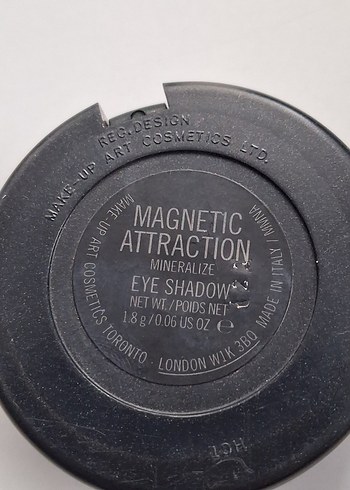 REG. DESIGN
MAKE-UP ART COSMETICS LTD.
MAGNETIC
ATTRACTION
MINERALIZE
EYE SHADOW
NET WT./POIDS NET
1.8 g/0.06 US OZ ℮
MAKE-UP ART COSMETICS TORONTO
LONDON W1K 3BQ
MADE IN ITALY / MNNA